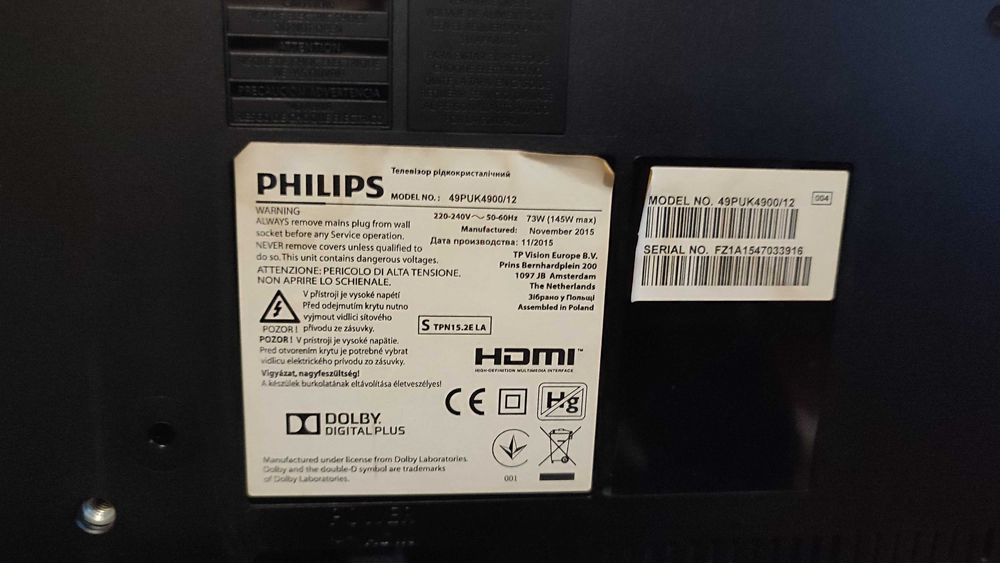 ATTENTION
PRECAUCION ADVERTENCIA
Телевізор рідкокристалічний
PHILIPS
MODEL NO. : 49PUK4900/12
WARNING
ALWAYS remove mains plug from wall
socket before any Service operation.
NEVER remove covers unless qualified to
do so. This unit contains dangerous voltages.
ATTENZIONE: PERICOLO DI ALTA TENSIONE.
NON APRIRE LO SCHIENALE.
220-240V ~ 50-60Hz 73W (145W max)
Manufactured: November 2015
Дата производства: 11/2015
TP Vision Europe B.V.
Prins Bernhardplein 200
1097 JB Amsterdam
The Netherlands
Зібрано у Польщі
Assembled in Poland
V přístroji je vysoké napětí
Před odejmutím krytu nutno
vyjmout vidlici síťového
POZOR ! přívodu ze zásuvky.
POZOR ! V prístroji je vysoké napätie.
Pred otvorením krytu je potrebné vybrat
vidlicu elektrického prívodu zo zásuvky.
Vigyázat, nagyfeszültség!
A készülek burkolatának eltávolítása életveszélyes!
S TPN15.2E LA
HDMI™
HIGH-DEFINITION MULTIMEDIA INTERFACE
CE
Hg
DOLBY.
DIGITAL PLUS
Manufactured under license from Dolby Laboratories.
Dolby and the double-D symbol are trademarks
of Dolby Laboratories.
001
MODEL NO. 49PUK4900/12
004
SERIAL NO. FZ1A1547033916